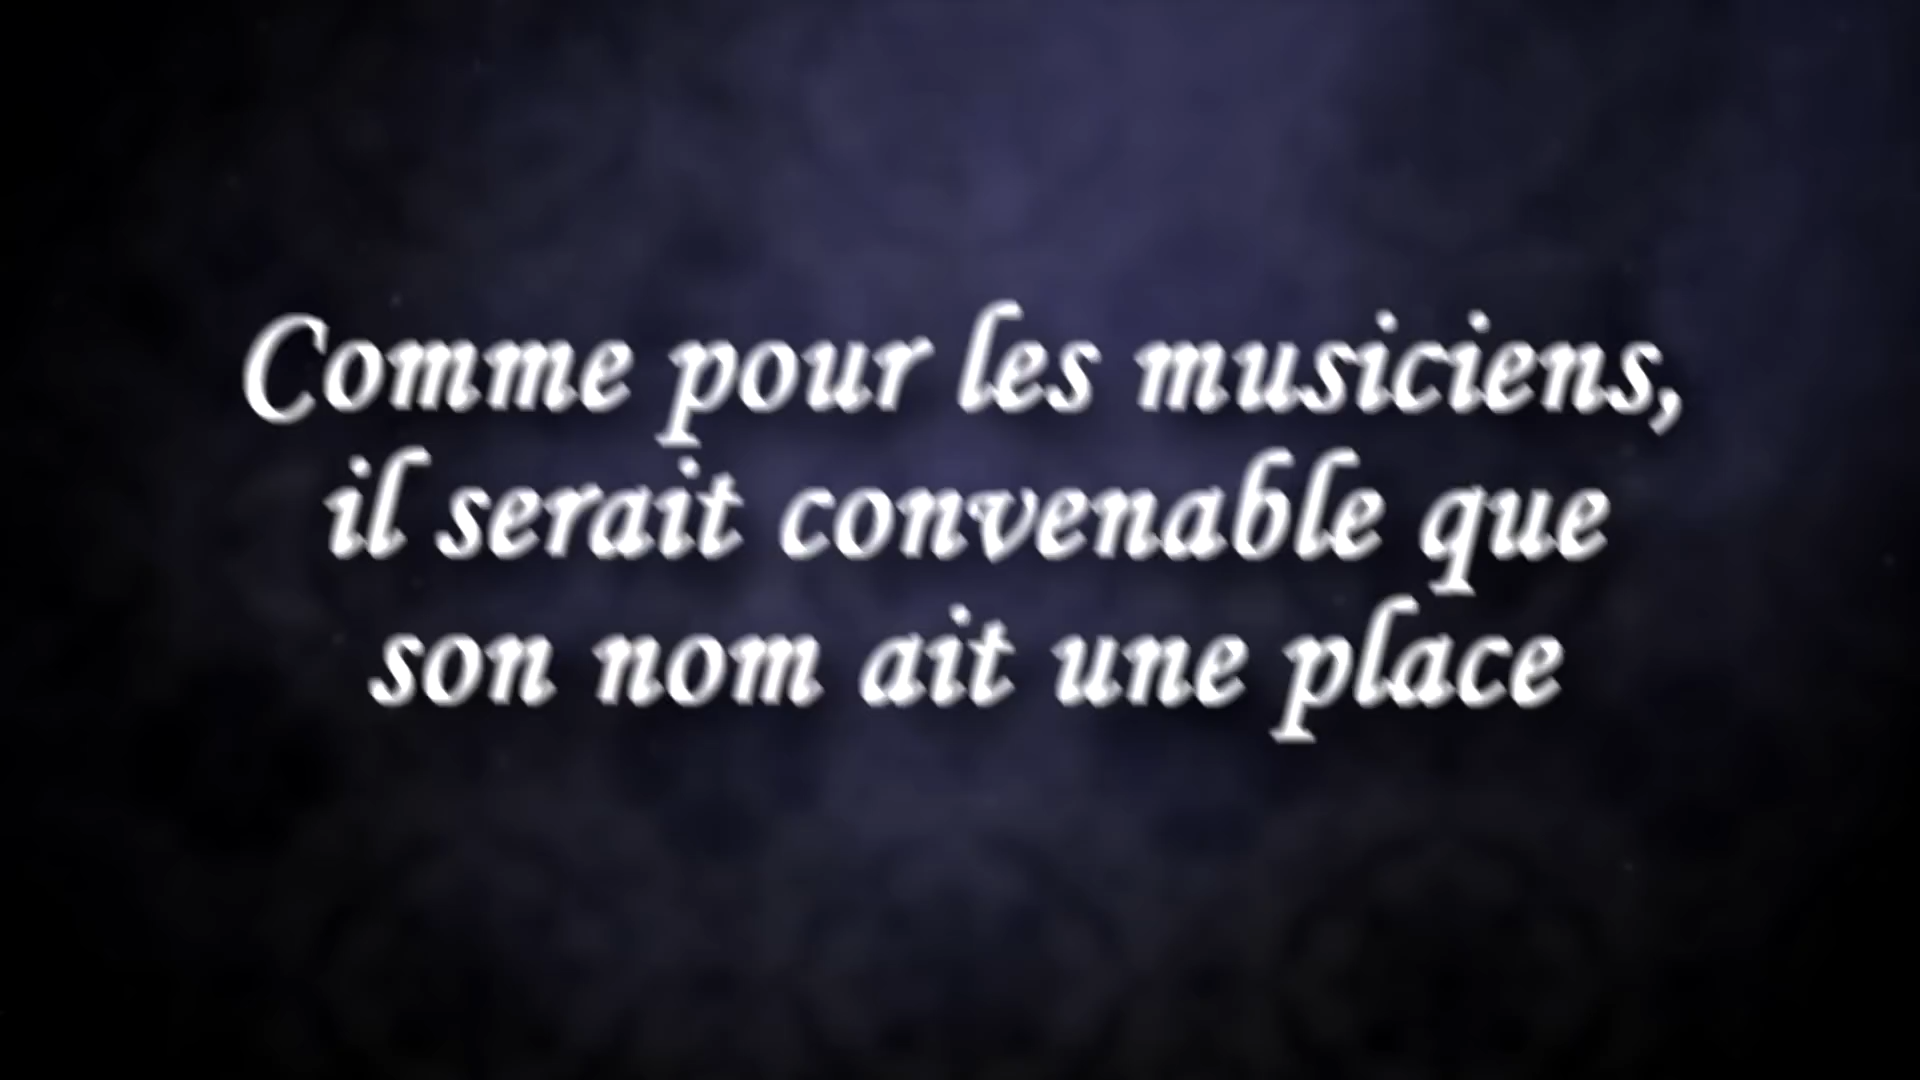 Comme pour les musiciens,
il serait convenable que
son nom ait une place